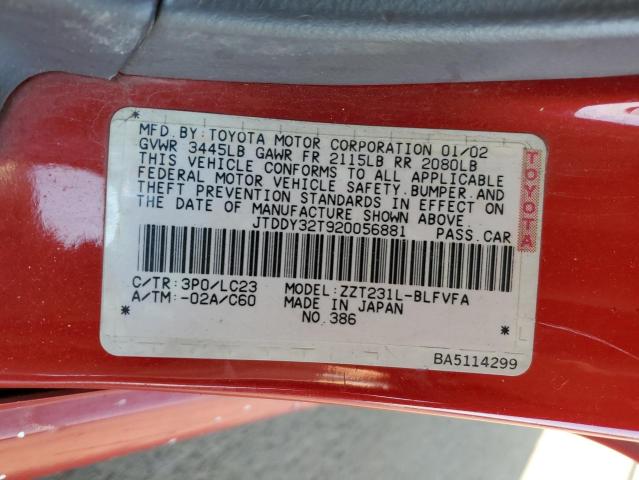 MFD. BY: TOYOTA MOTOR CORPORATION 01/02
GVWR 3445LB GAWR FR 2115LB RR 2080LB
THIS VEHICLE CONFORMS TO ALL APPLICABLE
FEDERAL MOTOR VEHICLE SAFETY, BUMPER, AND
THEFT PREVENTION STANDARDS IN EFFECT ON
THE DATE OF MANUFACTURE SHOWN ABOVE.
JTDDY32T920056881 PASS. CAR
TOYOTA
C/TR: 3P0/LC23 MODEL: ZZT231L-BLFVFA
A/TM: -02A/C60 MADE IN JAPAN
NO. 386
BA5114299